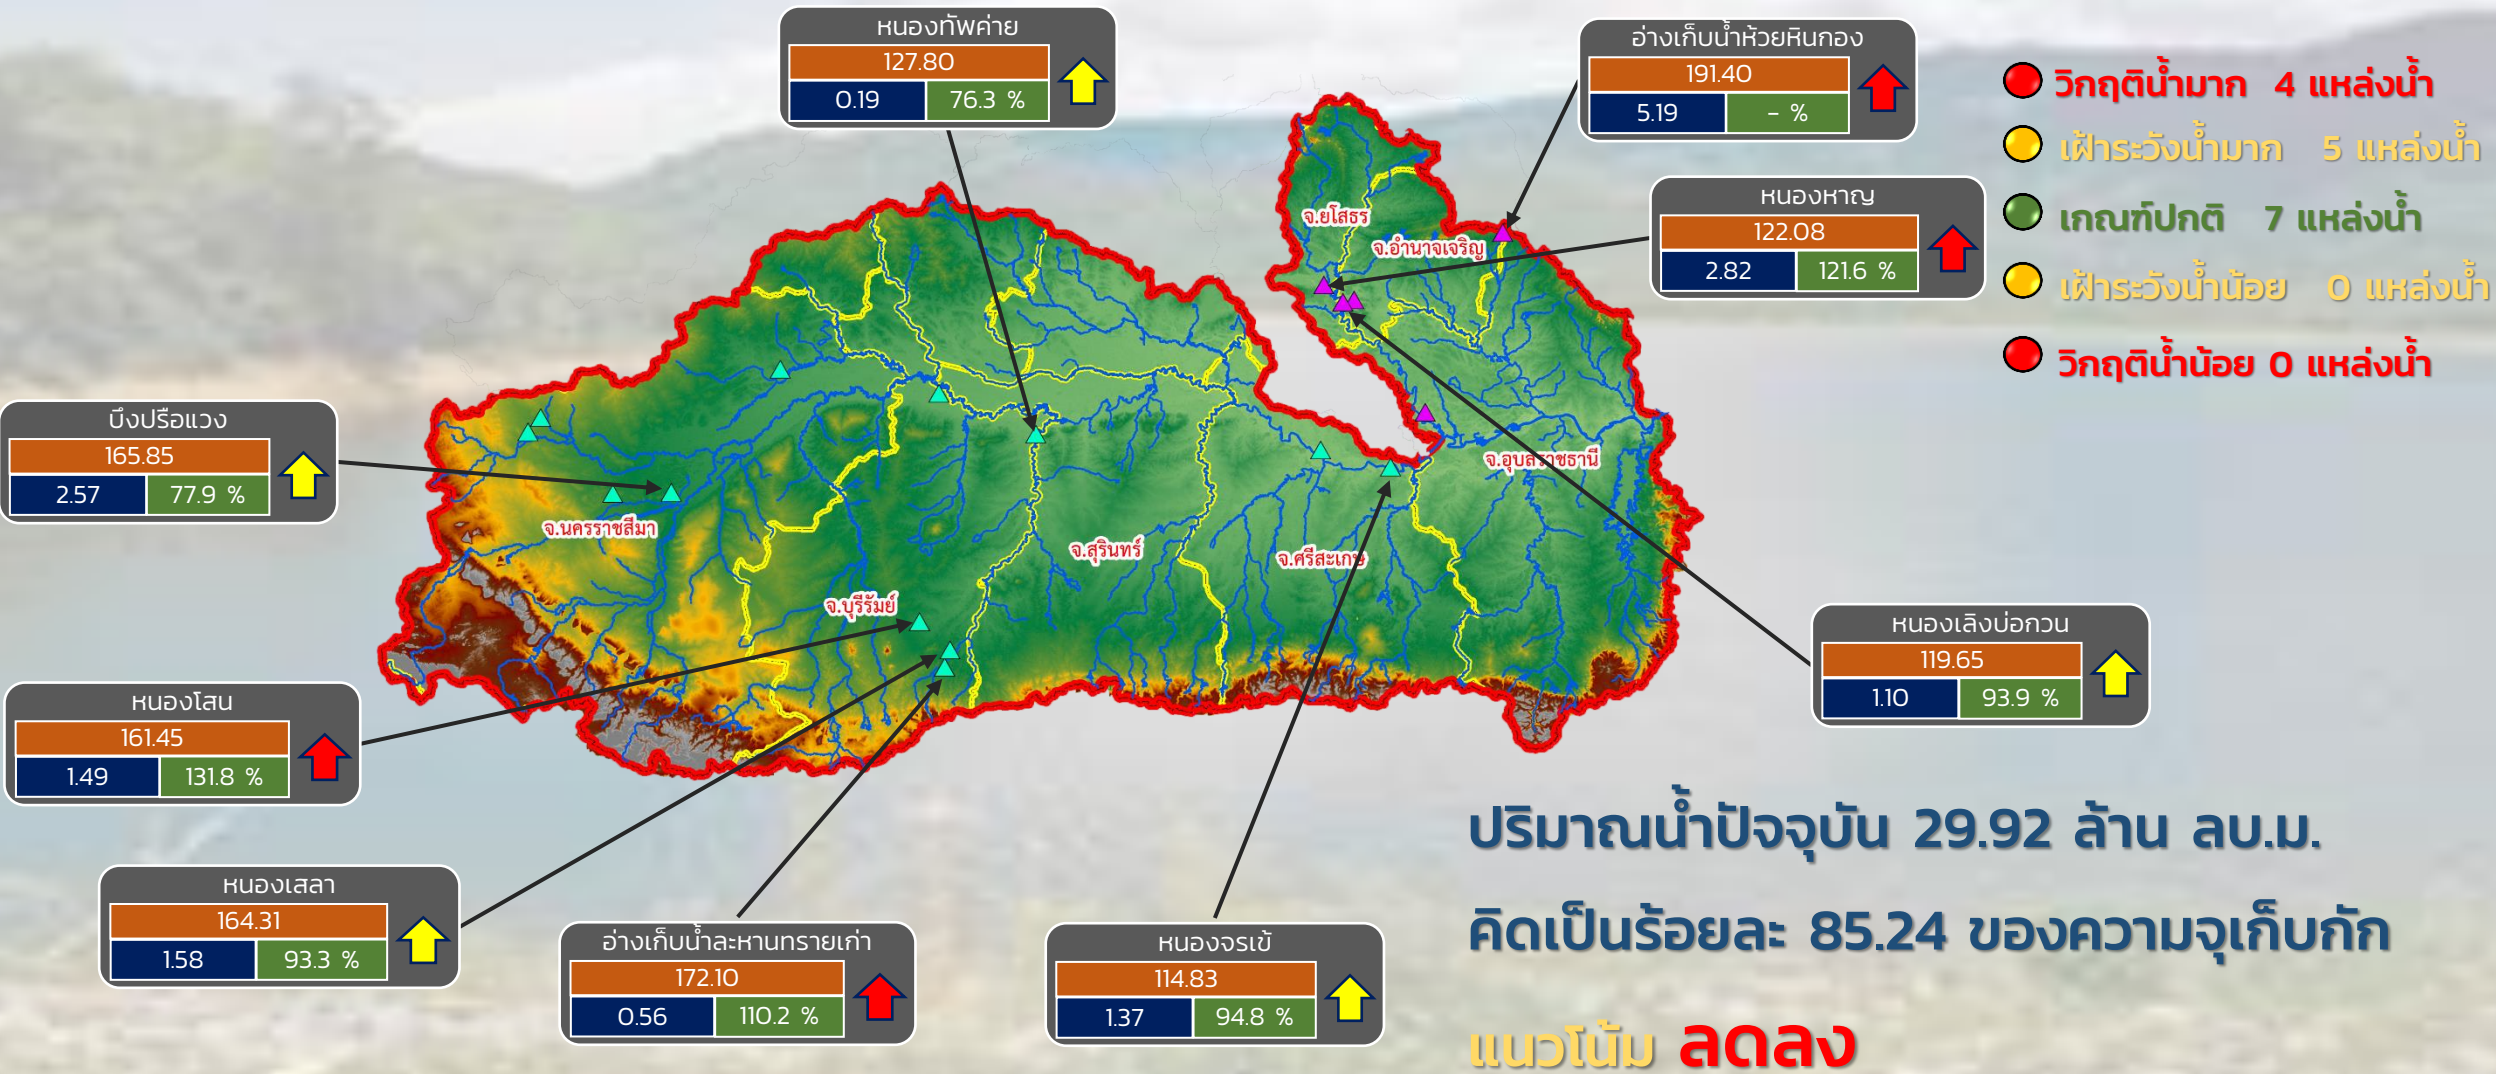 หนองทัพค่าย
127.80
0.19 76.3 %
อ่างเก็บน้ำห้วยหินกอง
191.40
5.19 - %
วิกฤติน้ำมาก 4 แหล่งน้ำ
เฝ้าระวังน้ำมาก 5 แหล่งน้ำ
เกณฑ์ปกติ 7 แหล่งน้ำ
เฝ้าระวังน้ำน้อย 0 แหล่งน้ำ
วิกฤติน้ำน้อย 0 แหล่งน้ำ
หนองหาญ
122.08
2.82 121.6 %
จ.ยโสธร
จ.อำนาจเจริญ
บึงปรือแวง
165.85
2.57 77.9 %
จ.อุบลราชธานี
จ.นครราชสีมา
จ.สุรินทร์
จ.ศรีสะเกษ
จ.บุรีรัมย์
หนองเลิงบ่อกวน
119.65
1.10 93.9 %
หนองโสน
161.45
1.49 131.8 %
หนองเสลา
164.31
1.58 93.3 %
อ่างเก็บน้ำละหานทรายเก่า
172.10
0.56 110.2 %
หนองจรเข้
114.83
1.37 94.8 %
ปริมาณน้ำปัจจุบัน 29.92 ล้าน ลบ.ม.
คิดเป็นร้อยละ 85.24 ของความจุเก็บกัก
แนวโน้ม ลดลง